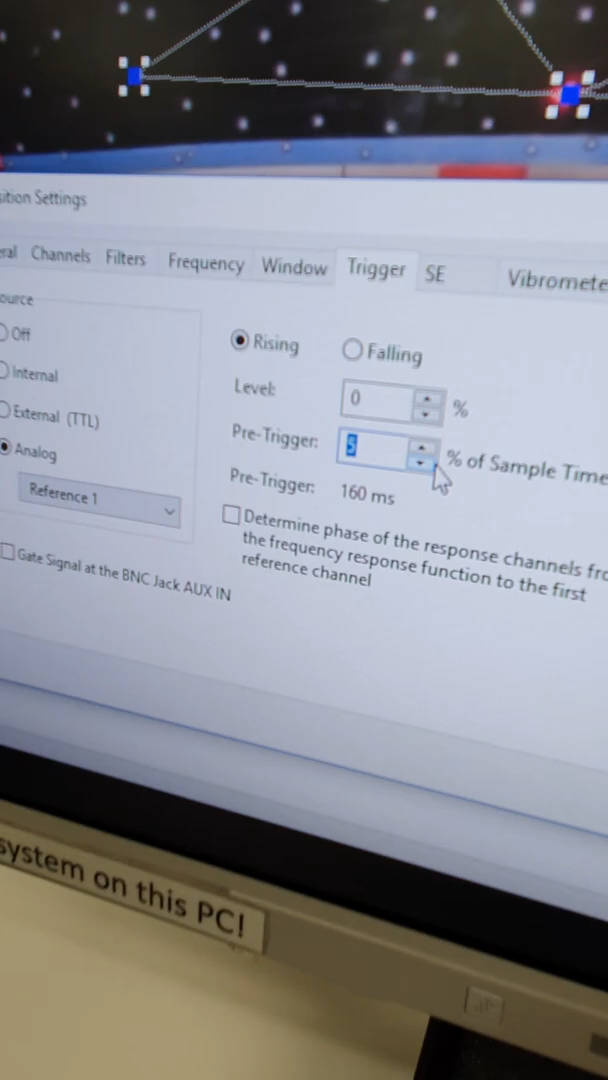 sition Settings
ral Channels Filters Frequency Window Trigger SE Vibromete
ource
Off
Internal
External (TTL)
Analog
Reference 1
Gate Signal at the BNC Jack AUX IN
Rising Falling
Level: 0 %
Pre-Trigger: 5 % of Sample Time
Pre-Trigger: 160 ms
Determine phase of the response channels fro
the frequency response function to the first
reference channel
system on this PC!